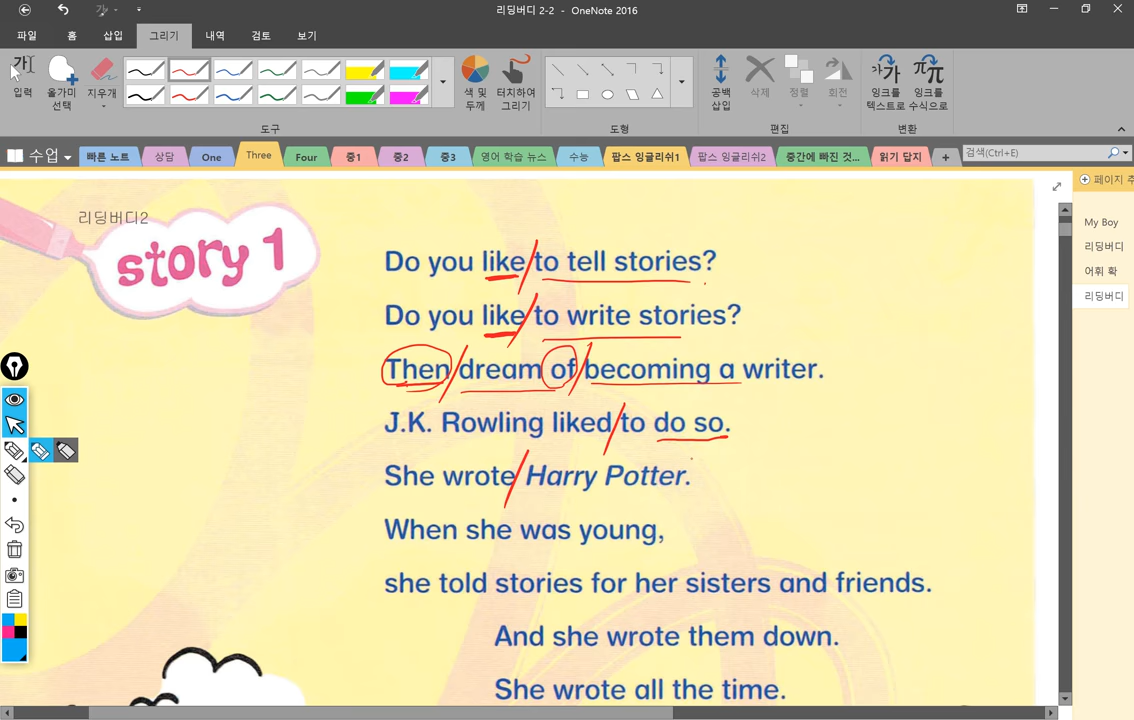 리딩버디 2-2 - OneNote 2016
파일 홈 삽입 그리기 내역 검토 보기
입력 올가미 선택 지우개 색 및 두께 터치하여 그리기 공백 삽입 삭제 정렬 회전 잉크를 텍스트로 잉크를 수식으로
도구 도형 편집 변환
수업 빠른 노트 상담 One Three Four 중1 중2 중3 영어 학습 뉴스 수능 팝스 잉글리쉬1 팝스 잉글리쉬2 중간에 빠진 것... 읽기 답지 + 검색(Ctrl+E)
페이지 추
My Boy
리딩버디
어휘 확
리딩버디
리딩버디2
story 1
Do you like to tell stories?
Do you like to write stories?
Then dream of becoming a writer.
J.K. Rowling liked to do so.
She wrote Harry Potter.
When she was young,
she told stories for her sisters and friends.
And she wrote them down.
She wrote all the time.